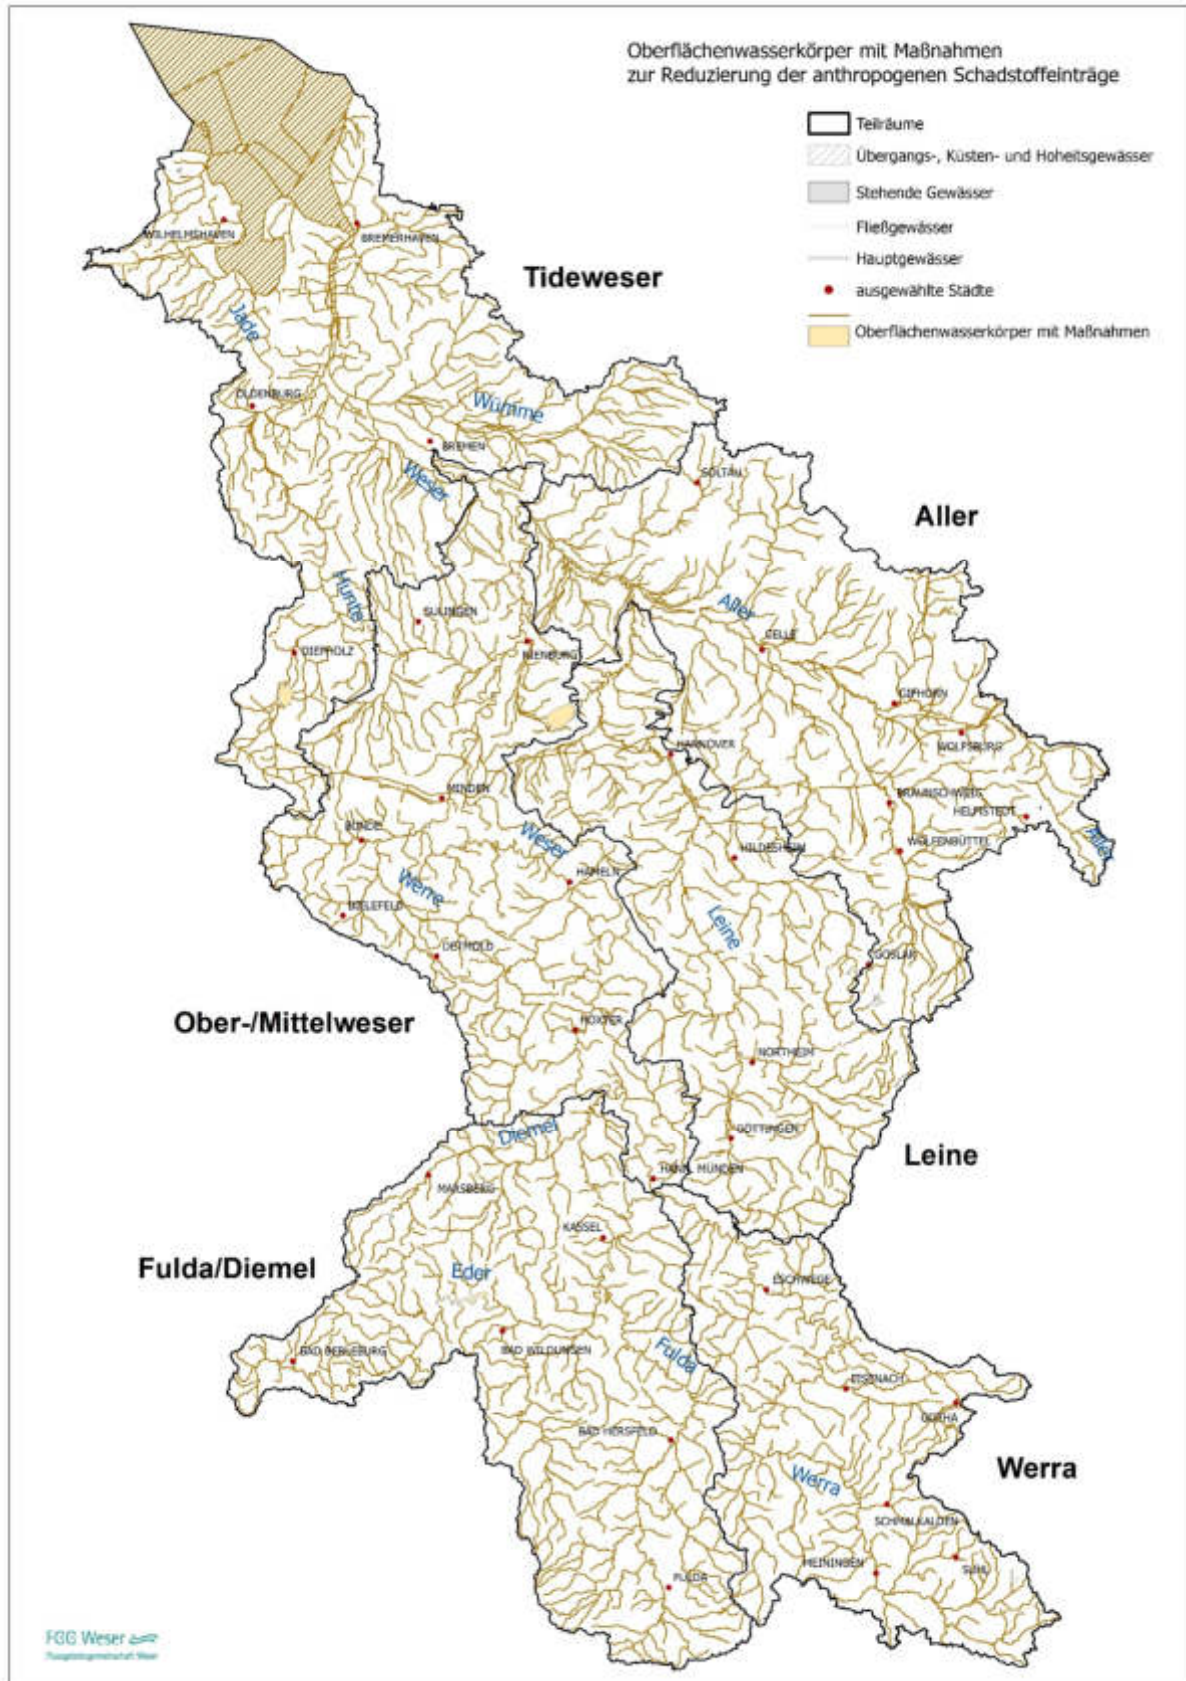 Oberflächenwasserkörper mit Maßnahmen
zur Reduzierung der anthropogenen Schadstoffeinträge
Teilräume
Übergangs-, Küsten- und Hoheitsgewässer
Stehende Gewässer
Fließgewässer
Hauptgewässer
ausgewählte Städte
Oberflächenwasserkörper mit Maßnahmen
WILHELMSHAVEN
BREMERHAVEN
Tideweser
Jade
OLDENBURG
Wümme
BREMEN
Weser
SOLTAU
Aller
Hunte
SULINGEN
Aller
CELLE
DIEPHOLZ
NIENBURG
GIFHORN
HANNOVER
WOLFSBURG
MINDEN
BRAUNSCHWEIG
HELMSTEDT
BÜNDE
Weser
HILDESHEIM
WOLFENBÜTTEL
Aller
Werre
HAMELN
BIELEFELD
Leine
DETMOLD
GOSLAR
Ober-/Mittelweser
HÖXTER
NORTHEIM
Diemel
GÖTTINGEN
Leine
MARSBERG
HANN. MÜNDEN
KASSEL
Fulda/Diemel
Eder
ESCHWEGE
BAD BERLEBURG
BAD WILDUNGEN
Fulda
EISENACH
GOTHA
BAD HERSFELD
Werra
Werra
SCHMALKALDEN
MEININGEN
SUHL
FULDA
FGG Weser
Flussgebietsgemeinschaft Weser